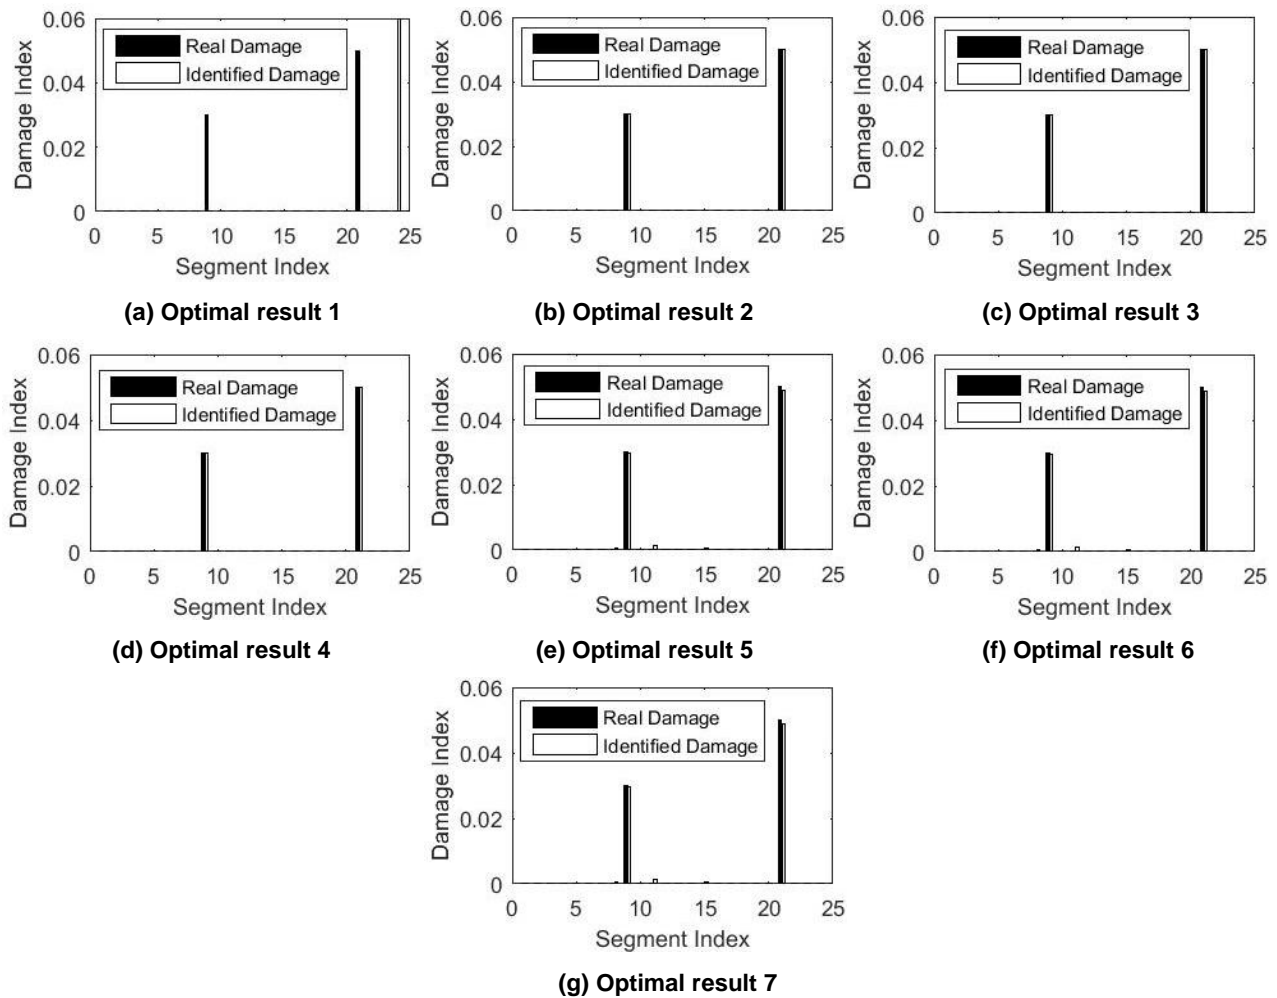 0.06
0.04
0.02
0
Damage Index
Real Damage
Identified Damage
0 5 10 15 20 25
Segment Index
(a) Optimal result 1
0.06
0.04
0.02
0
Damage Index
Real Damage
Identified Damage
0 5 10 15 20 25
Segment Index
(b) Optimal result 2
0.06
0.04
0.02
0
Damage Index
Real Damage
Identified Damage
0 5 10 15 20 25
Segment Index
(c) Optimal result 3
0.06
0.04
0.02
0
Damage Index
Real Damage
Identified Damage
0 5 10 15 20 25
Segment Index
(d) Optimal result 4
0.06
0.04
0.02
0
Damage Index
Real Damage
Identified Damage
0 5 10 15 20 25
Segment Index
(e) Optimal result 5
0.06
0.04
0.02
0
Damage Index
Real Damage
Identified Damage
0 5 10 15 20 25
Segment Index
(f) Optimal result 6
0.06
0.04
0.02
0
Damage Index
Real Damage
Identified Damage
0 5 10 15 20 25
Segment Index
(g) Optimal result 7